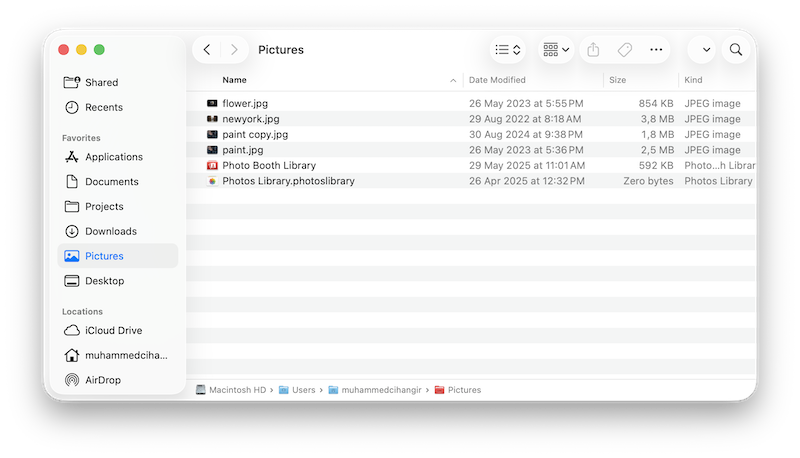 Pictures
Shared
Recents
Favorites
Applications
Documents
Projects
Downloads
Pictures
Desktop
Locations
iCloud Drive
muhammedciha...
AirDrop
Name Date Modified Size Kind
flower.jpg 26 May 2023 at 5:55 PM 854 KB JPEG image
newyork.jpg 29 Aug 2022 at 8:18 AM 3,8 MB JPEG image
paint copy.jpg 30 Aug 2024 at 9:38 PM 1,8 MB JPEG image
paint.jpg 26 May 2023 at 5:36 PM 2,5 MB JPEG image
Photo Booth Library 29 May 2025 at 11:01 AM 592 KB Photo...h Librar
Photos Library.photoslibrary 26 Apr 2025 at 12:32 PM Zero bytes Photos Library
Macintosh HD › Users › muhammedcihangir › Pictures